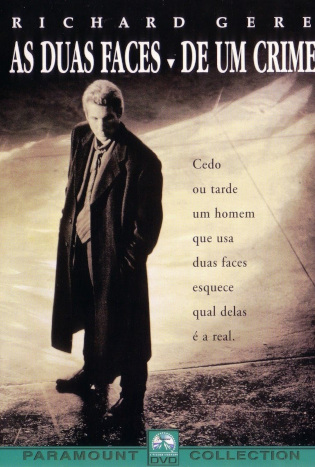 RICHARD GERE
AS DUAS FACES DE UM CRIME
Cedo
ou tarde
um homem
que usa
duas faces
esquece
qual delas
é a real.
PARAMOUNT COLLECTION
DVD